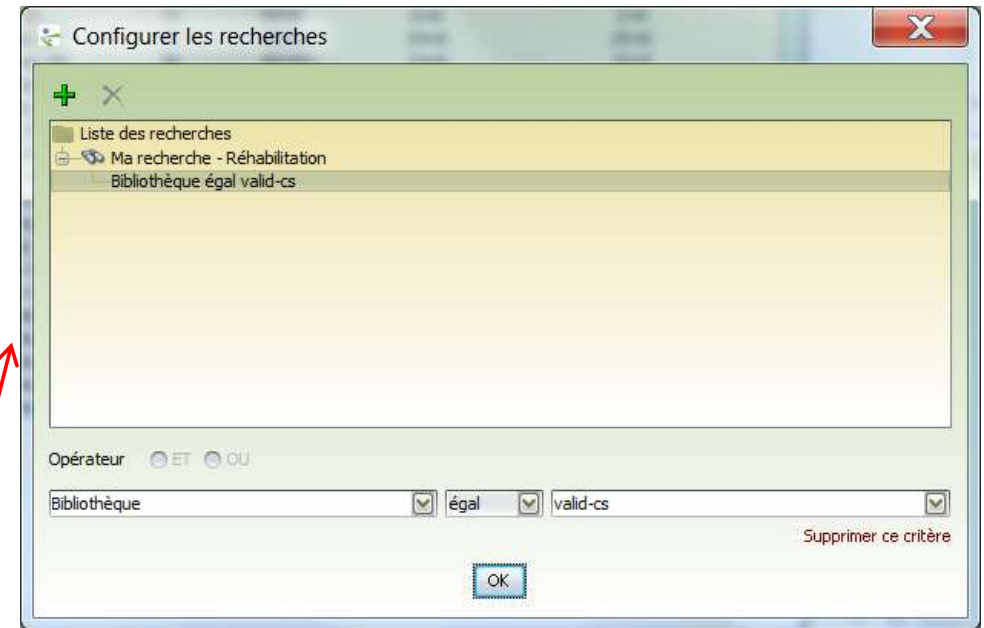 Configurer les recherches
Liste des recherches
Ma recherche - Réhabilitation
Bibliothèque égal valid-cs
Opérateur ET OU
Bibliothèque égal valid-cs
Supprimer ce critère
OK